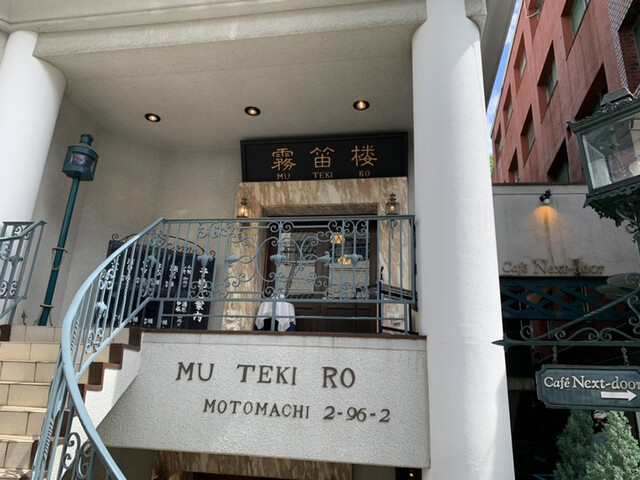 霧笛楼
MU TEKI RO
MU TEKI RO
MOTOMACHI 2-96-2
Café Next-door
Café Next-door